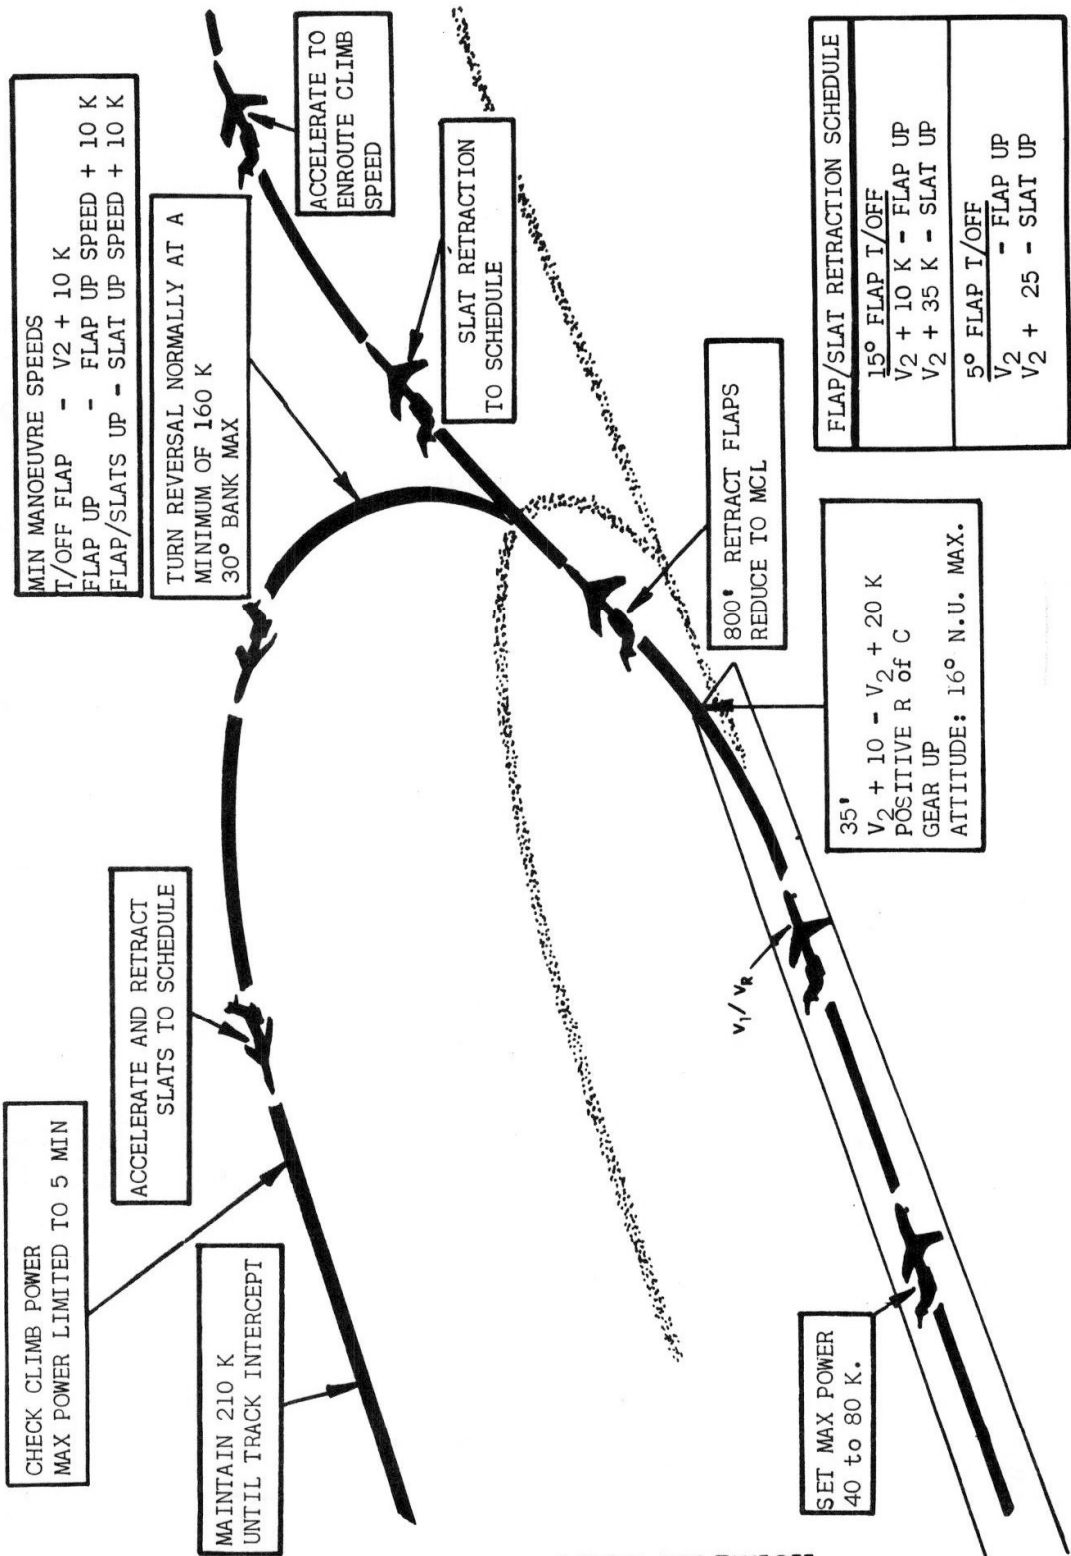 MIN MANOEUVRE SPEEDS
T/OFF FLAP - V2 + 10 K
FLAP UP - FLAP UP SPEED + 10 K
FLAP/SLATS UP - SLAT UP SPEED + 10 K
TURN REVERSAL NORMALLY AT A
MINIMUM OF 160 K
30° BANK MAX
ACCELERATE TO
ENROUTE CLIMB
SPEED
SLAT RETRACTION
TO SCHEDULE
CHECK CLIMB POWER
MAX POWER LIMITED TO 5 MIN
ACCELERATE AND RETRACT
SLATS TO SCHEDULE
MAINTAIN 210 K
UNTIL TRACK INTERCEPT
800' RETRACT FLAPS
REDUCE TO MCL
35'
V2 + 10 - V2 + 20 K
POSITIVE R of C
GEAR UP
ATTITUDE: 16° N.U. MAX.
V1/ VR
SET MAX POWER
40 to 80 K.
FLAP/SLAT RETRACTION SCHEDULE
15° FLAP T/OFF
V2 + 10 K - FLAP UP
V2 + 35 K - SLAT UP
5° FLAP T/OFF
V2 - FLAP UP
V2 + 25 - SLAT UP